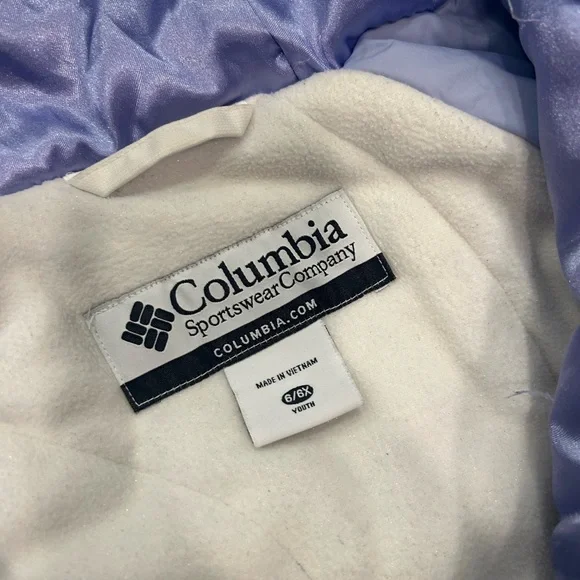 Columbia
Sportswear Company
COLUMBIA.COM
MADE IN VIETNAM
6/6X
YOUTH